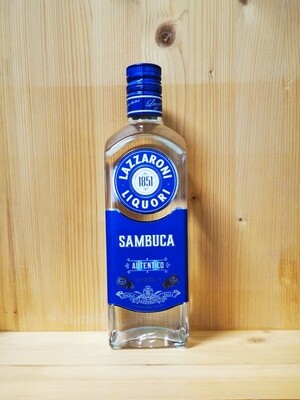 LAZZARONI
1851
LIQUORI
SAMBUCA
AUTENTICO